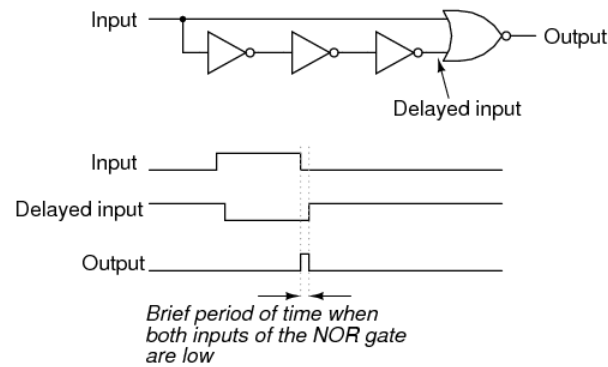 Input
Output
Delayed input
Input
Delayed input
Output
Brief period of time when
both inputs of the NOR gate
are low